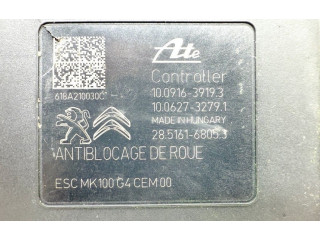 Ate
Controller
61BA2100300
10.0916-3919.3
10.0627-3279.1
MADE IN HUNGARY
28.5161-6805.3
ANTIBLOCAGE DE ROUE
ESC MK100 G4 CEM 00